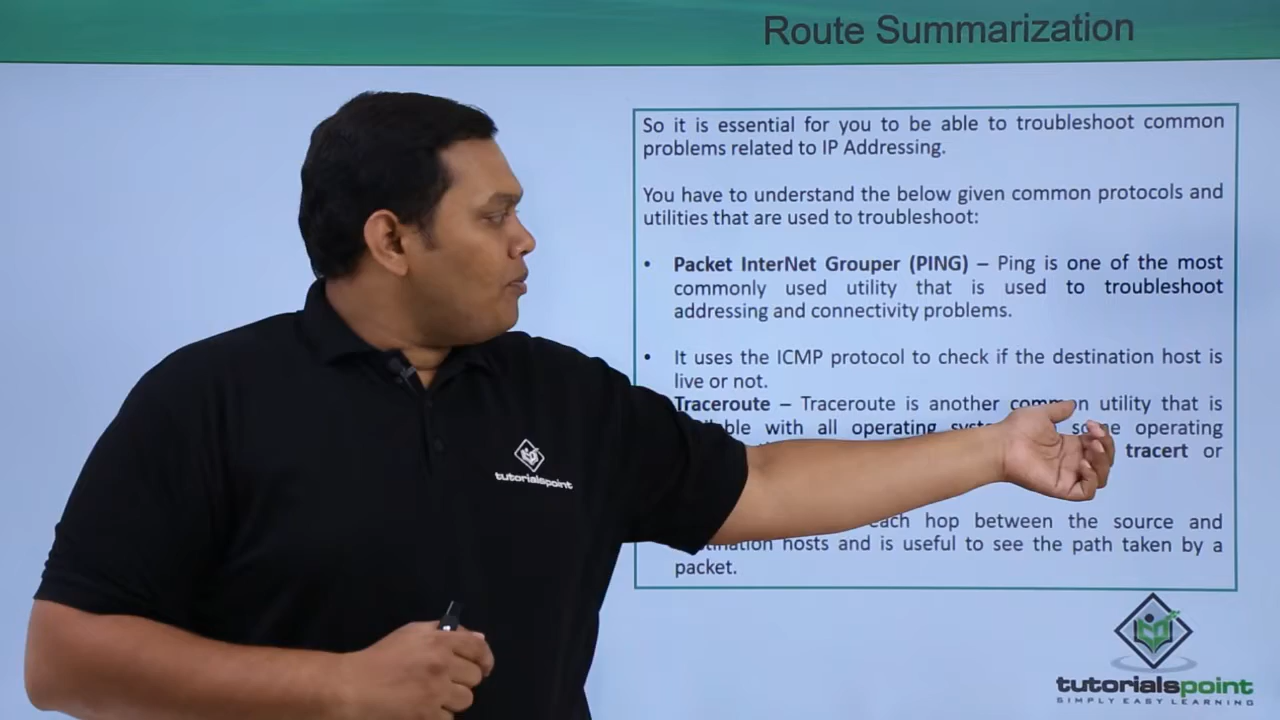 Route Summarization
So it is essential for you to be able to troubleshoot common
problems related to IP Addressing.
You have to understand the below given common protocols and
utilities that are used to troubleshoot:
• Packet InterNet Grouper (PING) – Ping is one of the most
commonly used utility that is used to troubleshoot
addressing and connectivity problems.
• It uses the ICMP protocol to check if the destination host is
live or not.
Traceroute – Traceroute is another common utility that is
with all operating some operating
tracert or
each hop between the source and
hosts and is useful to see the path taken by a
packet.
tutorialspoint
tutorialspoint
SIMPLY EASY LEARNING